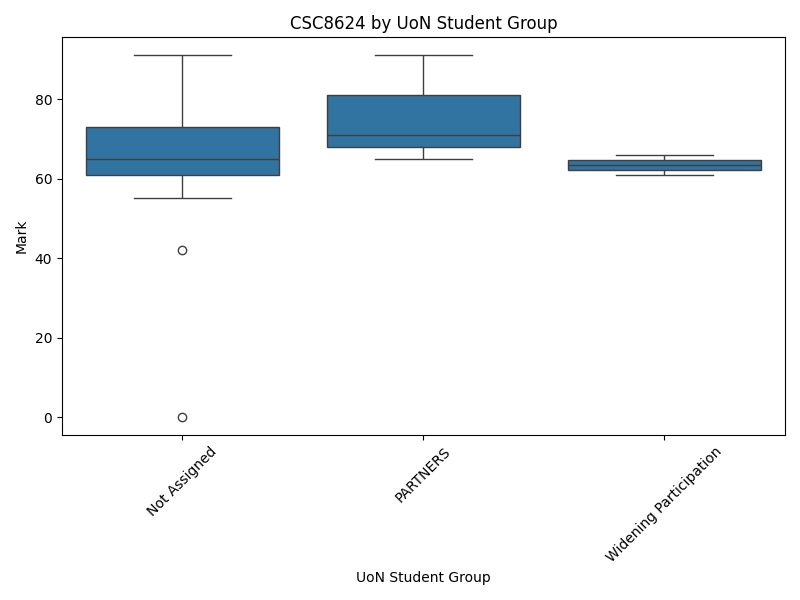 CSC8624 by UoN Student Group
Mark
80
60
40
20
0
Not Assigned
PARTNERS
Widening Participation
UoN Student Group